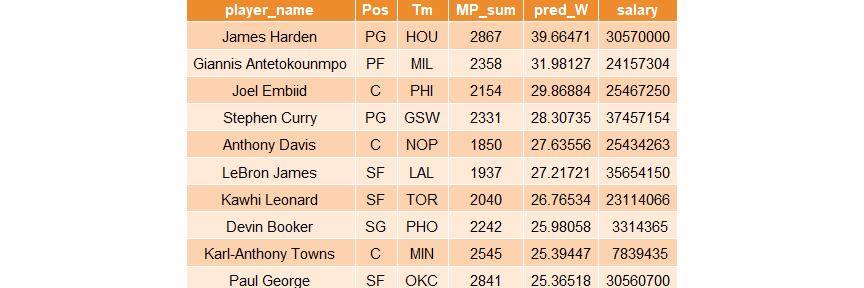 player_name Pos Tm MP_sum pred_W salary
James Harden PG HOU 2867 39.66471 30570000
Giannis Antetokounmpo PF MIL 2358 31.98127 24157304
Joel Embiid C PHI 2154 29.86884 25467250
Stephen Curry PG GSW 2331 28.30735 37457154
Anthony Davis C NOP 1850 27.63556 25434263
LeBron James SF LAL 1937 27.21721 35654150
Kawhi Leonard SF TOR 2040 26.76534 23114066
Devin Booker SG PHO 2242 25.98058 3314365
Karl-Anthony Towns C MIN 2545 25.39447 7839435
Paul George SF OKC 2841 25.36518 30560700